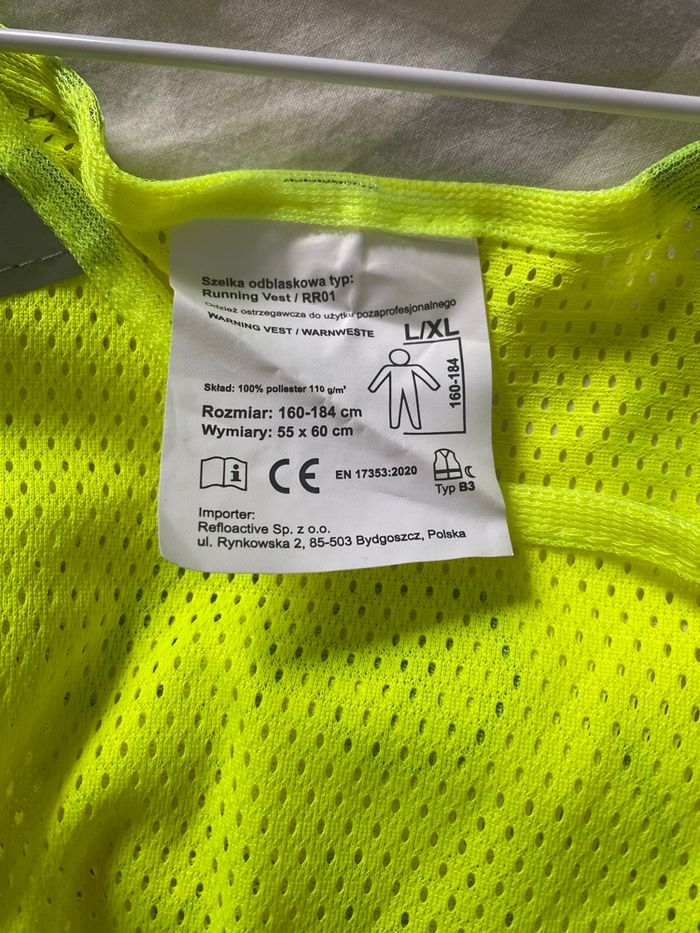 Szelka odblaskowa typ:
Running Vest / RR01
Odzież ostrzegawcza do użytku pozaprofesjonalnego
WARNING VEST / WARNWESTE
L/XL
160-184
Skład: 100% poliester 110 g/m²
Rozmiar: 160-184 cm
Wymiary: 55 x 60 cm
i
CE
EN 17353:2020
Typ B3
Importer:
Refloactive Sp. z o.o.
ul. Rynkowska 2, 85-503 Bydgoszcz, Polska